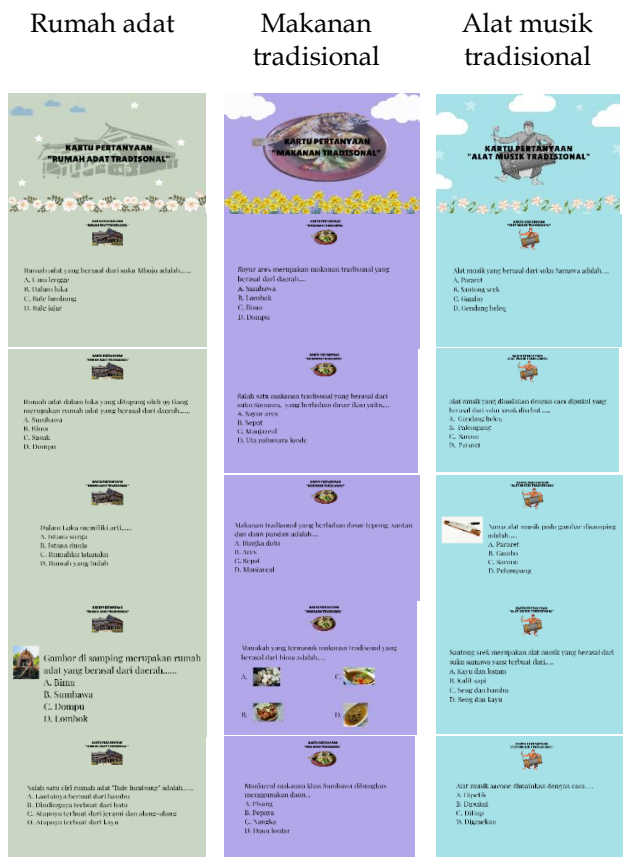 Rumah adat
Makanan
tradisional
Alat musik
tradisional
KARTU PERTANYAAN
"RUMAH ADAT TRADISONAL"
Rumah adat yang berasal dari suku Mbojo adalah......
A. Uma lengge
B. Dalam loka
C. Bale lumbung
D. Bale jajar
Rumah adat dalam loka yang ditopang oleh 99 tiang
merupakan rumah adat yang berasal dari daerah......
A. Sumbawa
B. Bima
C. Sasak
D. Dompu
Dalam Loka memiliki arti......
A. Istana surga
B. Istana dunia
C. Rumahku istanaku
D. Rumah yang indah
Gambar di samping merupakan rumah
adat yang berasal dari daerah......
A. Bima
B. Sumbawa
C. Dompu
D. Lombok
Salah satu ciri rumah adat "Bale lumbung" adalah......
A. Lantainya berasal dari bambu
B. Dindingnya terbuat dari batu
C. Atapnya terbuat dari jerami dan alang-alang
D. Atapnya terbuat dari kayu
KARTU PERTANYAAN
"MAKANAN TRADISONAL"
Sayur ares merupakan makanan tradisonal yang
berasal dari daerah....
A. Sumbawa
B. Lombok
C. Bima
D. Dompu
Salah satu makanan tradisonal yang berasal dari
suku Samawa, yang berbahan dasar ikan yaitu....
A. Sayur ares
B. Sepat
C. Manjareal
D. Uta palumara londe
Makanan tradisonal yang berbahan dasar tepung, santan
dan daun pandan adalah....
A. Bingka dolu
B. Ares
C. Sepat
D. Manjareal
Manakah yang termasuk makanan tradisonal yang
berasal dari bima adalah.....
A.
C.
B.
D.
Manjareal makanan khas Sumbawa dibungkus
menggunakan daun...
A. Pisang
B. Pepaya
C. Nangka
D. Daun lontar
KARTU PERTANYAAN
"ALAT MUSIK TRADISIONAL"
Alat musik yang berasal dari suku Samawa adalah.....
A. Pararet
B. Santong srek
C. Gambo
D. Gendang beleq
Alat musik yang dimainkan dengan cara dipukul yang
berasal dari suku sasak disebut.....
A. Gendang beleq
B. Palompang
C. Sarone
D. Pararet
Nama alat musik pada gambar disamping
adalah.....
A. Pararet
B. Gambo
C. Sarone
D. Pelompang
Santong srek merupakan alat musik yang berasal dari
suku samawa yang terbuat dari.....
A. Kayu dan batang
B. Kulit sapi
C. Seng dan bambu
D. Seng dan kayu
Alat musik sarone dimainkan dengan cara.....
A. Dipetik
B. Dipukul
C. Ditiup
D. Digesekan